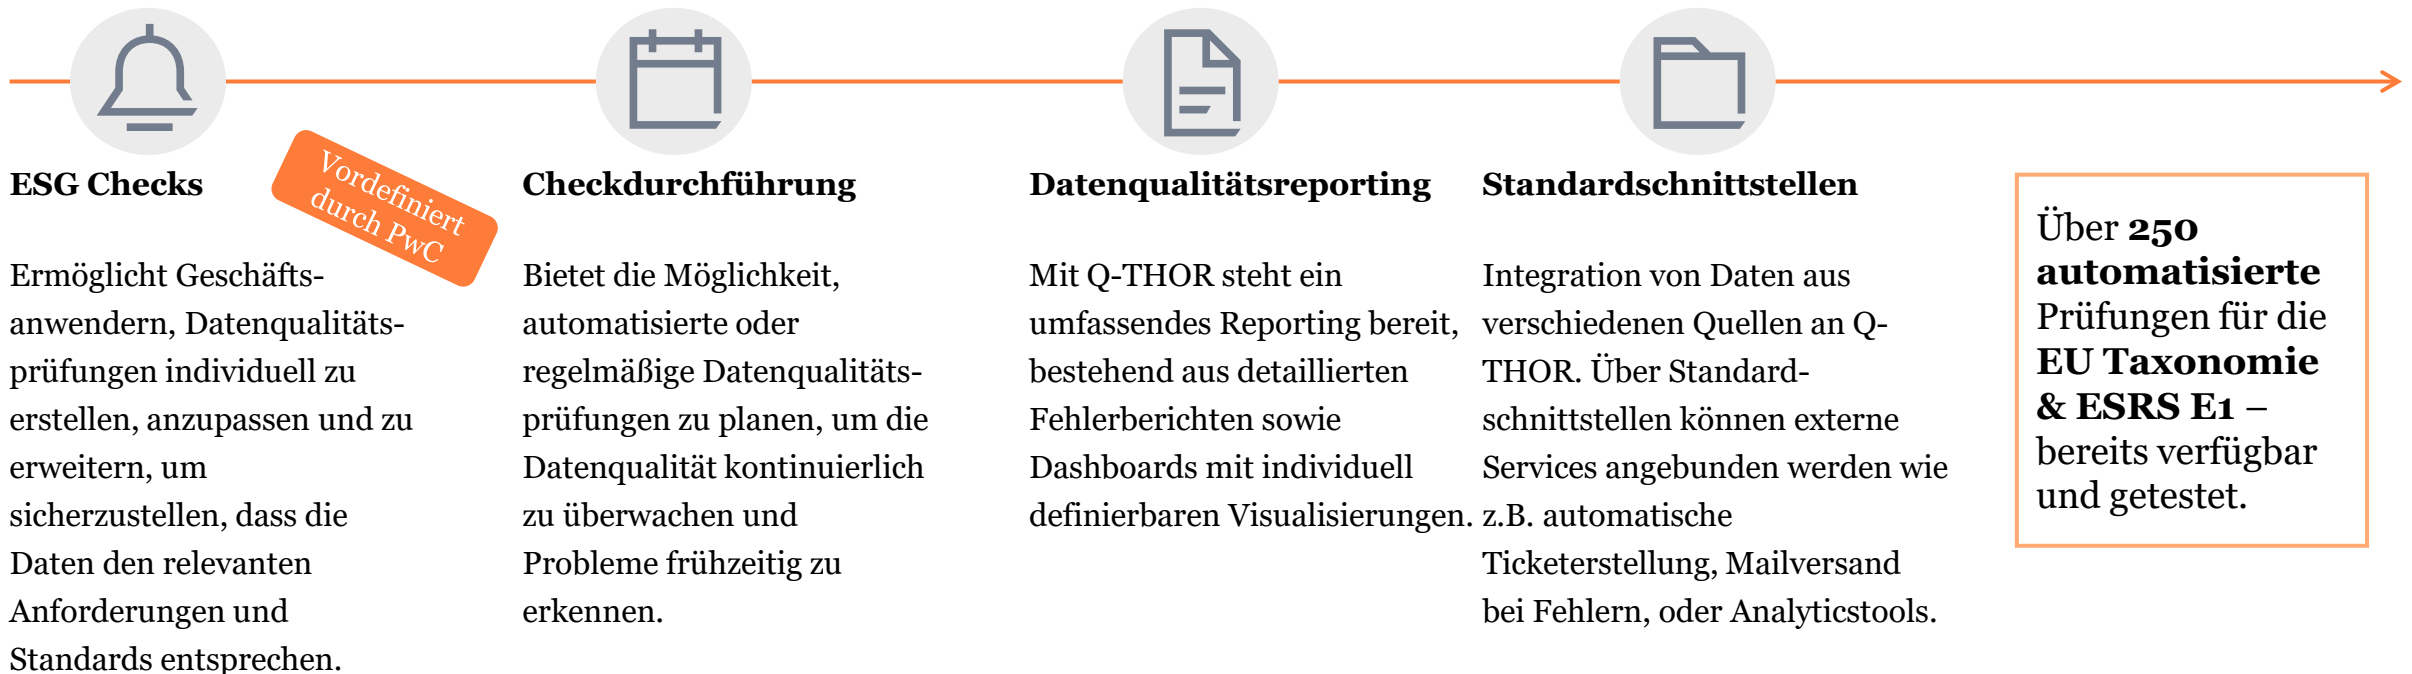 ESG Checks
Vordefiniert
durch PwC
Ermöglicht Geschäfts-
anwendern, Datenqualitäts-
prüfungen individuell zu
erstellen, anzupassen und zu
erweitern, um
sicherzustellen, dass die
Daten den relevanten
Anforderungen und
Standards entsprechen.
Checkdurchführung
Bietet die Möglichkeit,
automatisierte oder
regelmäßige Datenqualitäts-
prüfungen zu planen, um die
Datenqualität kontinuierlich
zu überwachen und
Probleme frühzeitig zu
erkennen.
Datenqualitätsreporting
Mit Q-THOR steht ein
umfassendes Reporting bereit,
bestehend aus detaillierten
Fehlerberichten sowie
Dashboards mit individuell
definierbaren Visualisierungen.
Standardschnittstellen
Integration von Daten aus
verschiedenen Quellen an Q-
THOR. Über Standard-
schnittstellen können externe
Services angebunden werden wie
z.B. automatische
Ticketerstellung, Mailversand
bei Fehlern, oder Analyticstools.
Über 250
automatisierte
Prüfungen für die
EU Taxonomie
& ESRS E1 –
bereits verfügbar
und getestet.